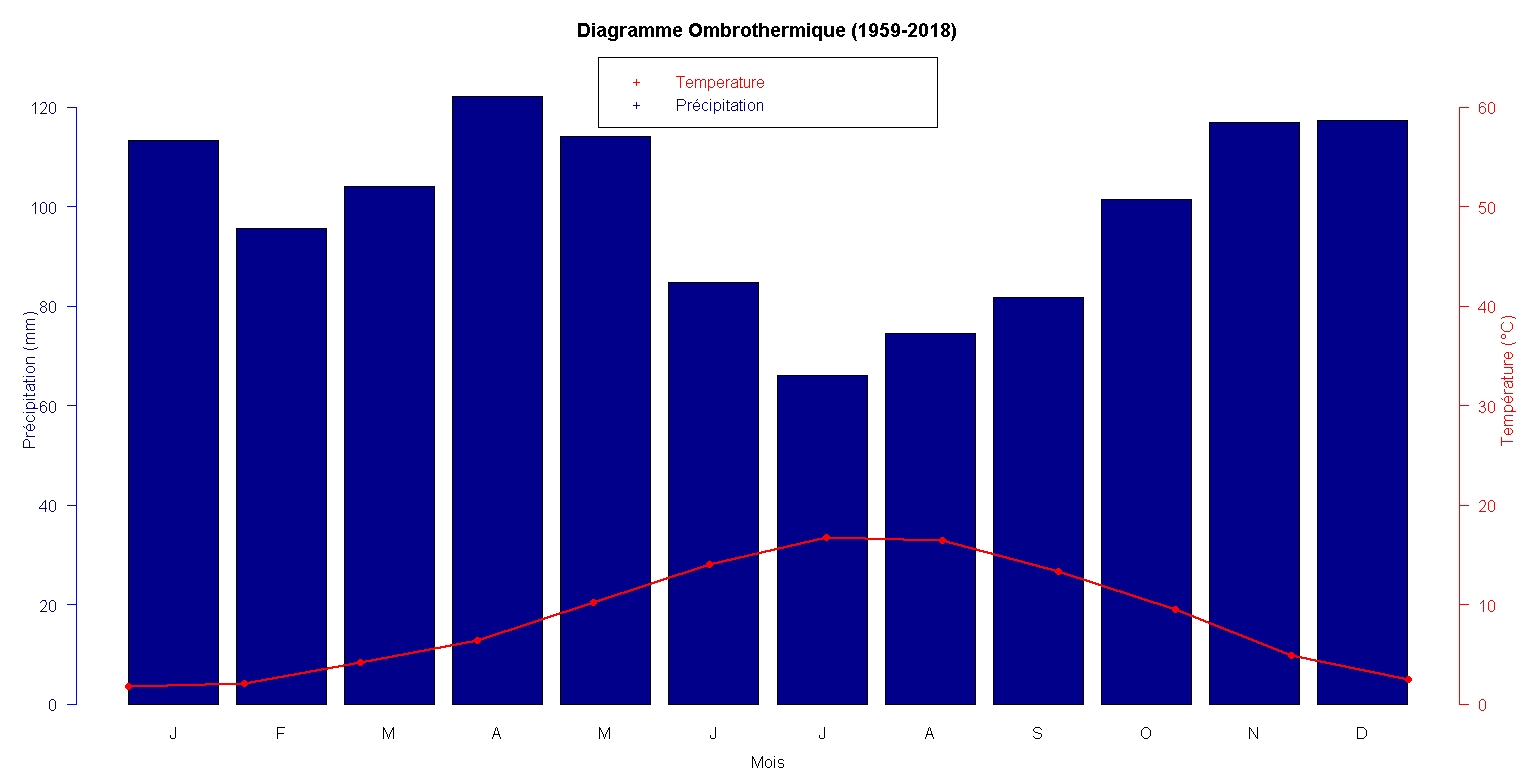 Diagramme Ombrothermique (1959-2018)
+ Temperature
+ Précipitation
120
100
80
60
40
20
0
Précipitation (mm)
60
50
40
30
20
10
0
Température (°C)
J F M A M J J A S O N D
Mois